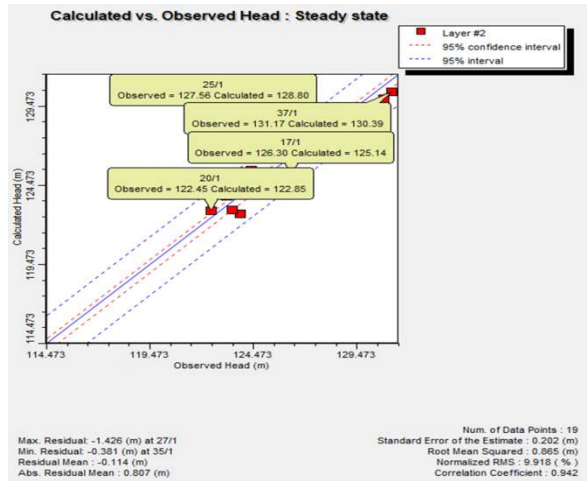 Calculated vs. Observed Head : Steady state
Layer #2
95% confidence interval
95% interval
25/1
Observed = 127.56 Calculated = 128.80
37/1
Observed = 131.17 Calculated = 130.39
17/1
Observed = 126.30 Calculated = 125.14
20/1
Observed = 122.45 Calculated = 122.85
Calculated Head (m)
129.473
124.473
119.473
114.473
114.473 119.473 124.473 129.473
Observed Head (m)
Max. Residual: -1.426 (m) at 27/1
Min. Residual: -0.381 (m) at 35/1
Residual Mean : -0.114 (m)
Abs. Residual Mean : 0.807 (m)
Num. of Data Points : 19
Standard Error of the Estimate : 0.202 (m)
Root Mean Squared : 0.865 (m)
Normalized RMS : 9.918 ( % )
Correlation Coefficient : 0.942